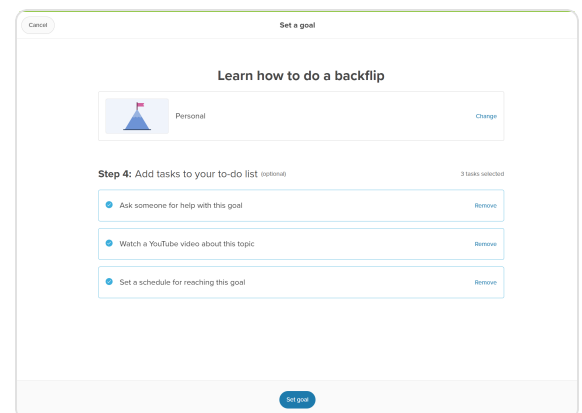 Cancel
Set a goal
Learn how to do a backflip
Personal
Change
Step 4: Add tasks to your to-do list (optional)
3 tasks selected
Ask someone for help with this goal
Remove
Watch a YouTube video about this topic
Remove
Set a schedule for reaching this goal
Remove
Set goal